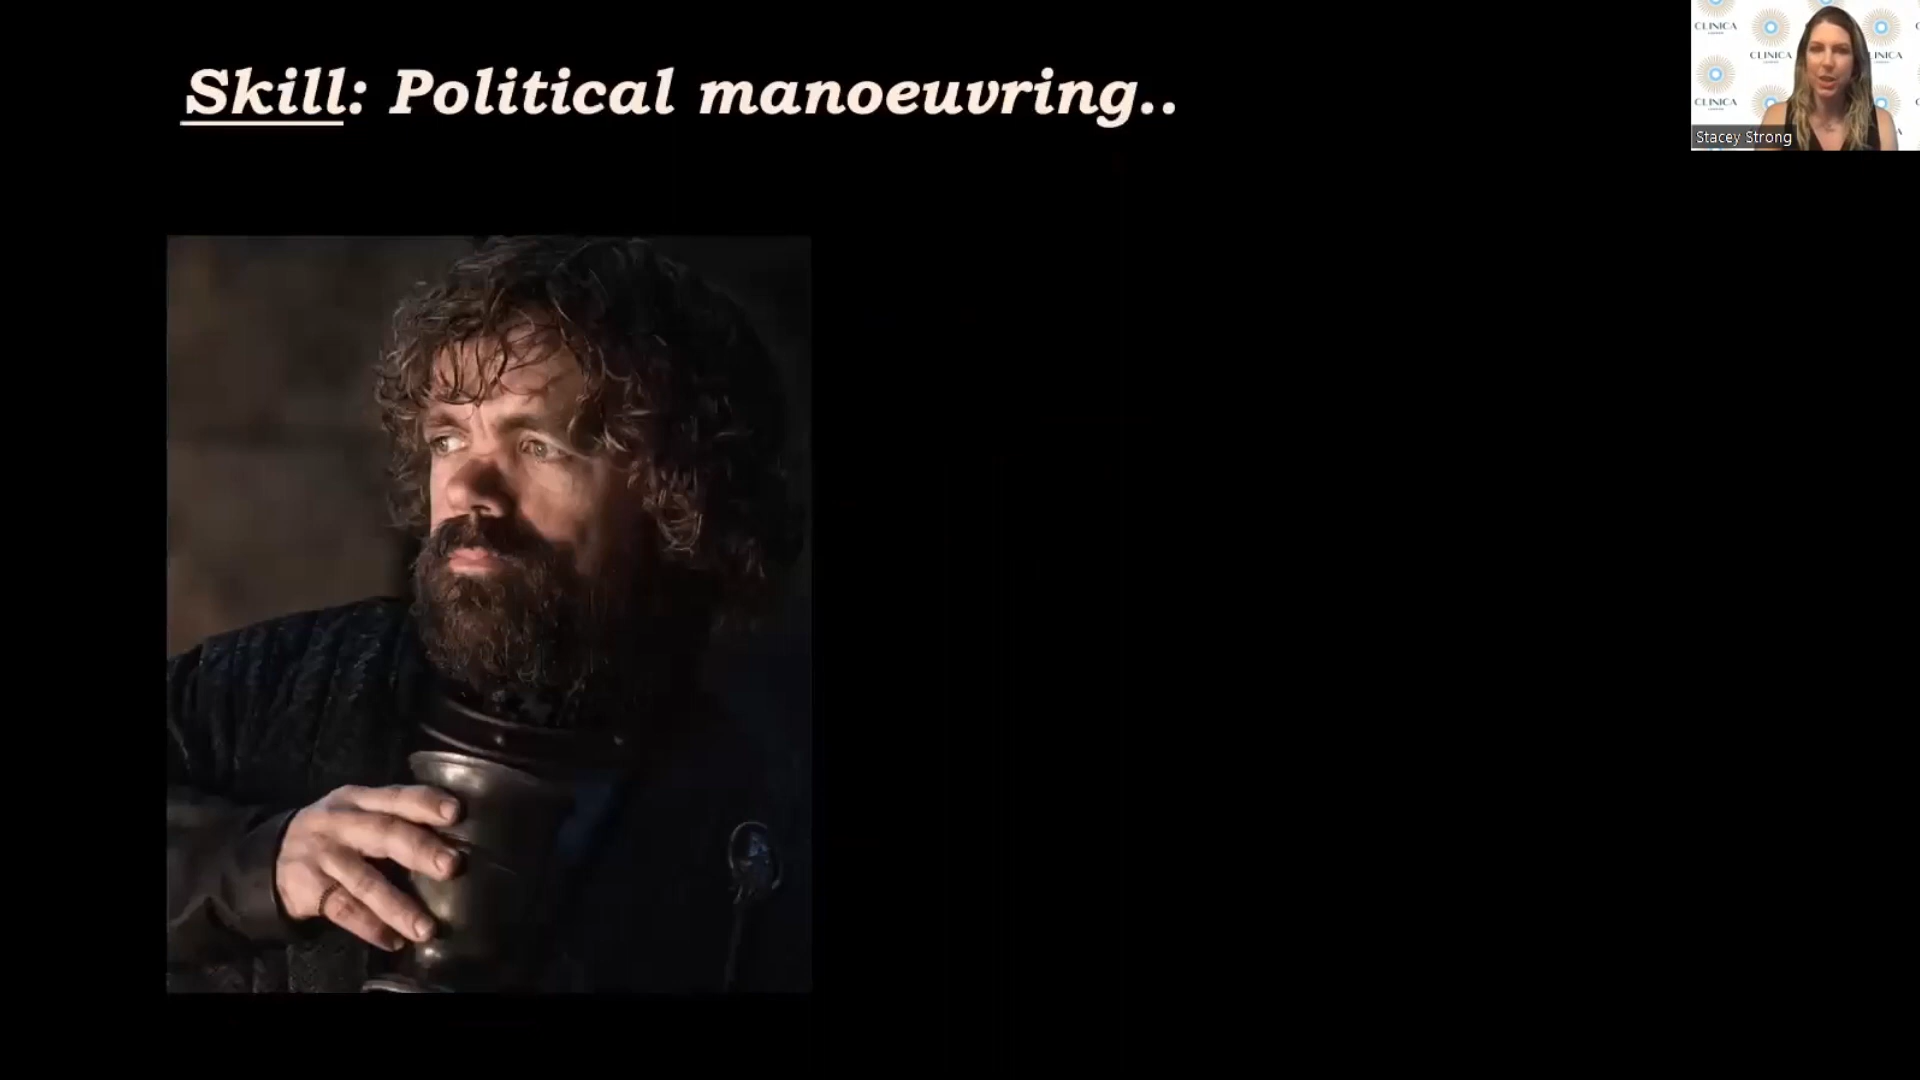 Skill: Political manoeuvring..
CLINICA
CLINICA
CLINICA
CLINICA
Stacey Strong